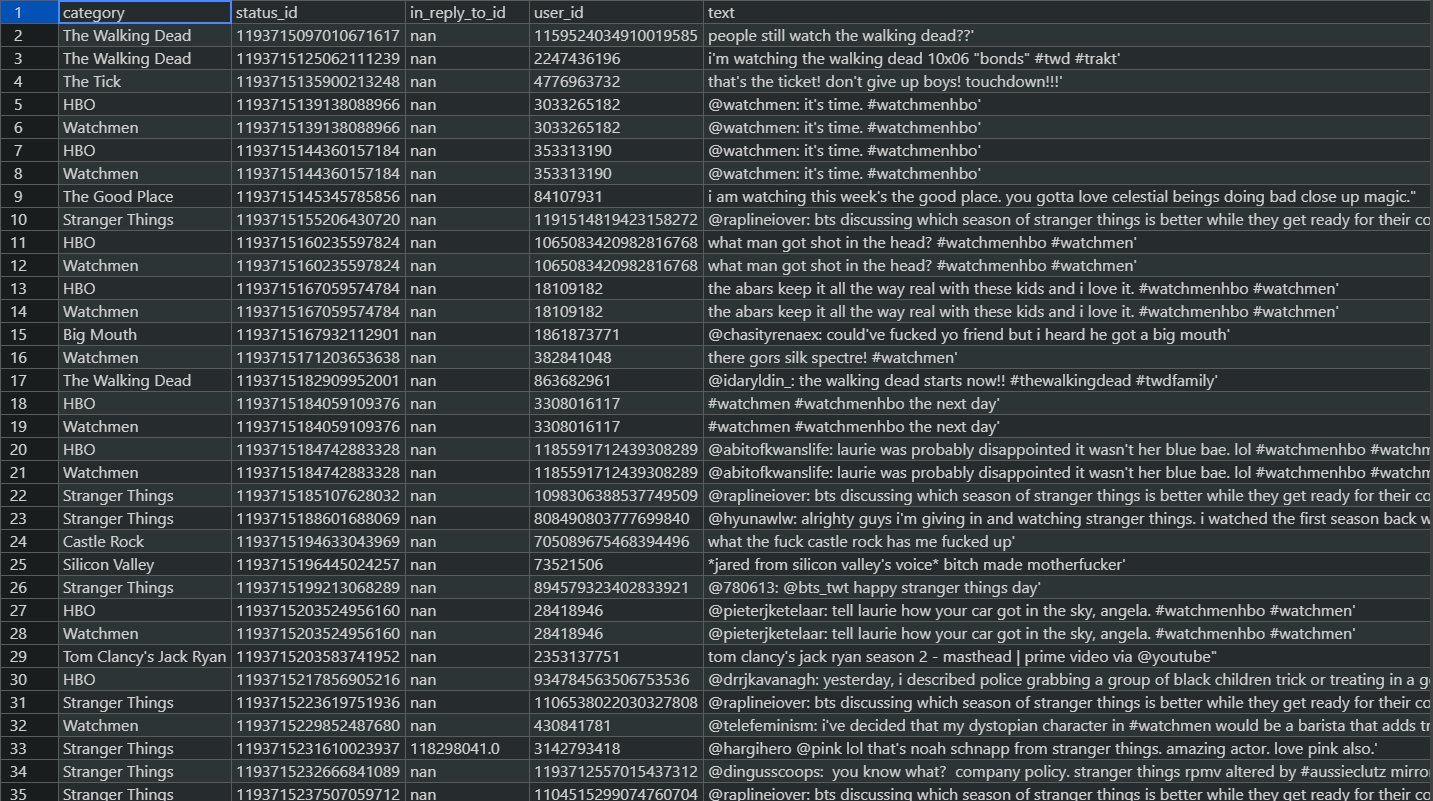 1 category status_id in_reply_to_id user_id text
2 The Walking Dead 1193715097010671617 nan 1159524034910019585 people still watch the walking dead??'
3 The Walking Dead 1193715125062111239 nan 2247436196 i'm watching the walking dead 10x06 "bonds" #twd #trakt'
4 The Tick 1193715135900213248 nan 4776963732 that's the ticket! don't give up boys! touchdown!!!'
5 HBO 1193715139138088966 nan 3033265182 @watchmen: it's time. #watchmenhbo'
6 Watchmen 1193715139138088966 nan 3033265182 @watchmen: it's time. #watchmenhbo'
7 HBO 1193715144360157184 nan 353313190 @watchmen: it's time. #watchmenhbo'
8 Watchmen 1193715144360157184 nan 353313190 @watchmen: it's time. #watchmenhbo'
9 The Good Place 1193715145345785856 nan 84107931 i am watching this week's the good place. you gotta love celestial beings doing bad close up magic."
10 Stranger Things 1193715155206430720 nan 1191514819423158272 @raplineiover: bts discussing which season of stranger things is better while they get ready for their co
11 HBO 1193715160235597824 nan 1065083420982816768 what man got shot in the head? #watchmenhbo #watchmen'
12 Watchmen 1193715160235597824 nan 1065083420982816768 what man got shot in the head? #watchmenhbo #watchmen'
13 HBO 1193715167059574784 nan 18109182 the abars keep it all the way real with these kids and i love it. #watchmenhbo #watchmen'
14 Watchmen 1193715167059574784 nan 18109182 the abars keep it all the way real with these kids and i love it. #watchmenhbo #watchmen'
15 Big Mouth 1193715167932112901 nan 1861873771 @chasityrenaex: could've fucked yo friend but i heard he got a big mouth'
16 Watchmen 1193715171203653638 nan 382841048 there gors silk spectre! #watchmen'
17 The Walking Dead 1193715182909952001 nan 863682961 @idaryldin_: the walking dead starts now!! #thewalkingdead #twdfamily'
18 HBO 1193715184059109376 nan 3308016117 #watchmen #watchmenhbo the next day'
19 Watchmen 1193715184059109376 nan 3308016117 #watchmen #watchmenhbo the next day'
20 HBO 1193715184742883328 nan 1185591712439308289 @abitofkwanslife: laurie was probably disappointed it wasn't her blue bae. lol #watchmenhbo #watchm
21 Watchmen 1193715184742883328 nan 1185591712439308289 @abitofkwanslife: laurie was probably disappointed it wasn't her blue bae. lol #watchmenhbo #watchm
22 Stranger Things 1193715185107628032 nan 1098306388537749509 @raplineiover: bts discussing which season of stranger things is better while they get ready for their co
23 Stranger Things 1193715188601688069 nan 808490803777699840 @hyunawlw: alrighty guys i'm giving in and watching stranger things. i watched the first season back w
24 Castle Rock 1193715194633043969 nan 705089675468394496 what the fuck castle rock has me fucked up'
25 Silicon Valley 1193715196445024257 nan 73521506 *jared from silicon valley's voice* bitch made motherfucker'
26 Stranger Things 1193715199213068289 nan 894579323402833921 @780613: @bts_twt happy stranger things day'
27 HBO 1193715203524956160 nan 28418946 @pieterjketelaar: tell laurie how your car got in the sky, angela. #watchmenhbo #watchmen'
28 Watchmen 1193715203524956160 nan 28418946 @pieterjketelaar: tell laurie how your car got in the sky, angela. #watchmenhbo #watchmen'
29 Tom Clancy's Jack Ryan 1193715203583741952 nan 2353137751 tom clancy's jack ryan season 2 - masthead | prime video via @youtube"
30 HBO 1193715217856905216 nan 934784563506753536 @drrjkavanagh: yesterday, i described police grabbing a group of black children trick or treating in a g
31 Stranger Things 1193715223619751936 nan 1106538022030327808 @raplineiover: bts discussing which season of stranger things is better while they get ready for their co
32 Watchmen 1193715229852487680 nan 430841781 @telefeminism: i've decided that my dystopian character in #watchmen would be a barista that adds tr
33 Stranger Things 1193715231610023937 118298041.0 3142793418 @hargihero @pink lol that's noah schnapp from stranger things. amazing actor. love pink also.'
34 Stranger Things 1193715232666841089 nan 1193712557015437312 @dingusscoops: you know what? company policy. stranger things rpmv altered by #aussieclutz mirro
35 Stranger Things 1193715237507059712 nan 1104515299074760704 @raplineiover: bts discussing which season of stranger things is better while they get ready for their co